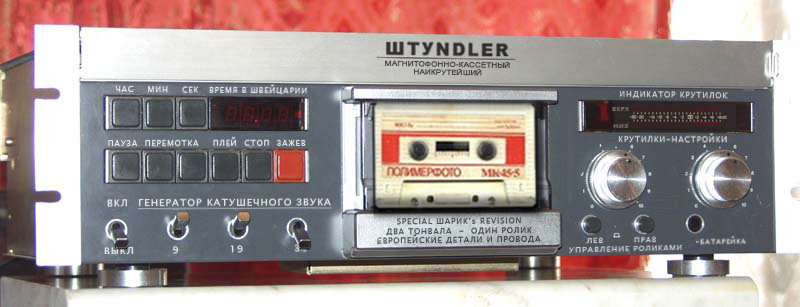 ШТУNDLER
МАГНИТОФОННО-КАССЕТНЫЙ
НАИКРУТЕЙШИЙ
ЧАС МИН СЕК ВРЕМЯ В ШВЕЙЦАРИИ
ПАУЗА ПЕРЕМОТКА ПЛЕЙ СТОП ЗАЖЕВ
ВКЛ ГЕНЕРАТОР КАТУШЕЧНОГО ЗВУКА
ВЫКЛ 9 19
ПОЛИМЕРФОТО МК-45-5
SPECIAL ШАРИК's REVISION
ДВА ТОНВАЛА - ОДИН РОЛИК
ЕВРОПЕЙСКИЕ ДЕТАЛИ И ПРОВОДА
ИНДИКАТОР КРУТИЛОК
ВЕРХ
НИЗ
КРУТИЛКИ-НАСТРОЙКИ
ЛЕВ ПРАВ -БАТАРЕЙКА
УПРАВЛЕНИЕ РОЛИКАМИ